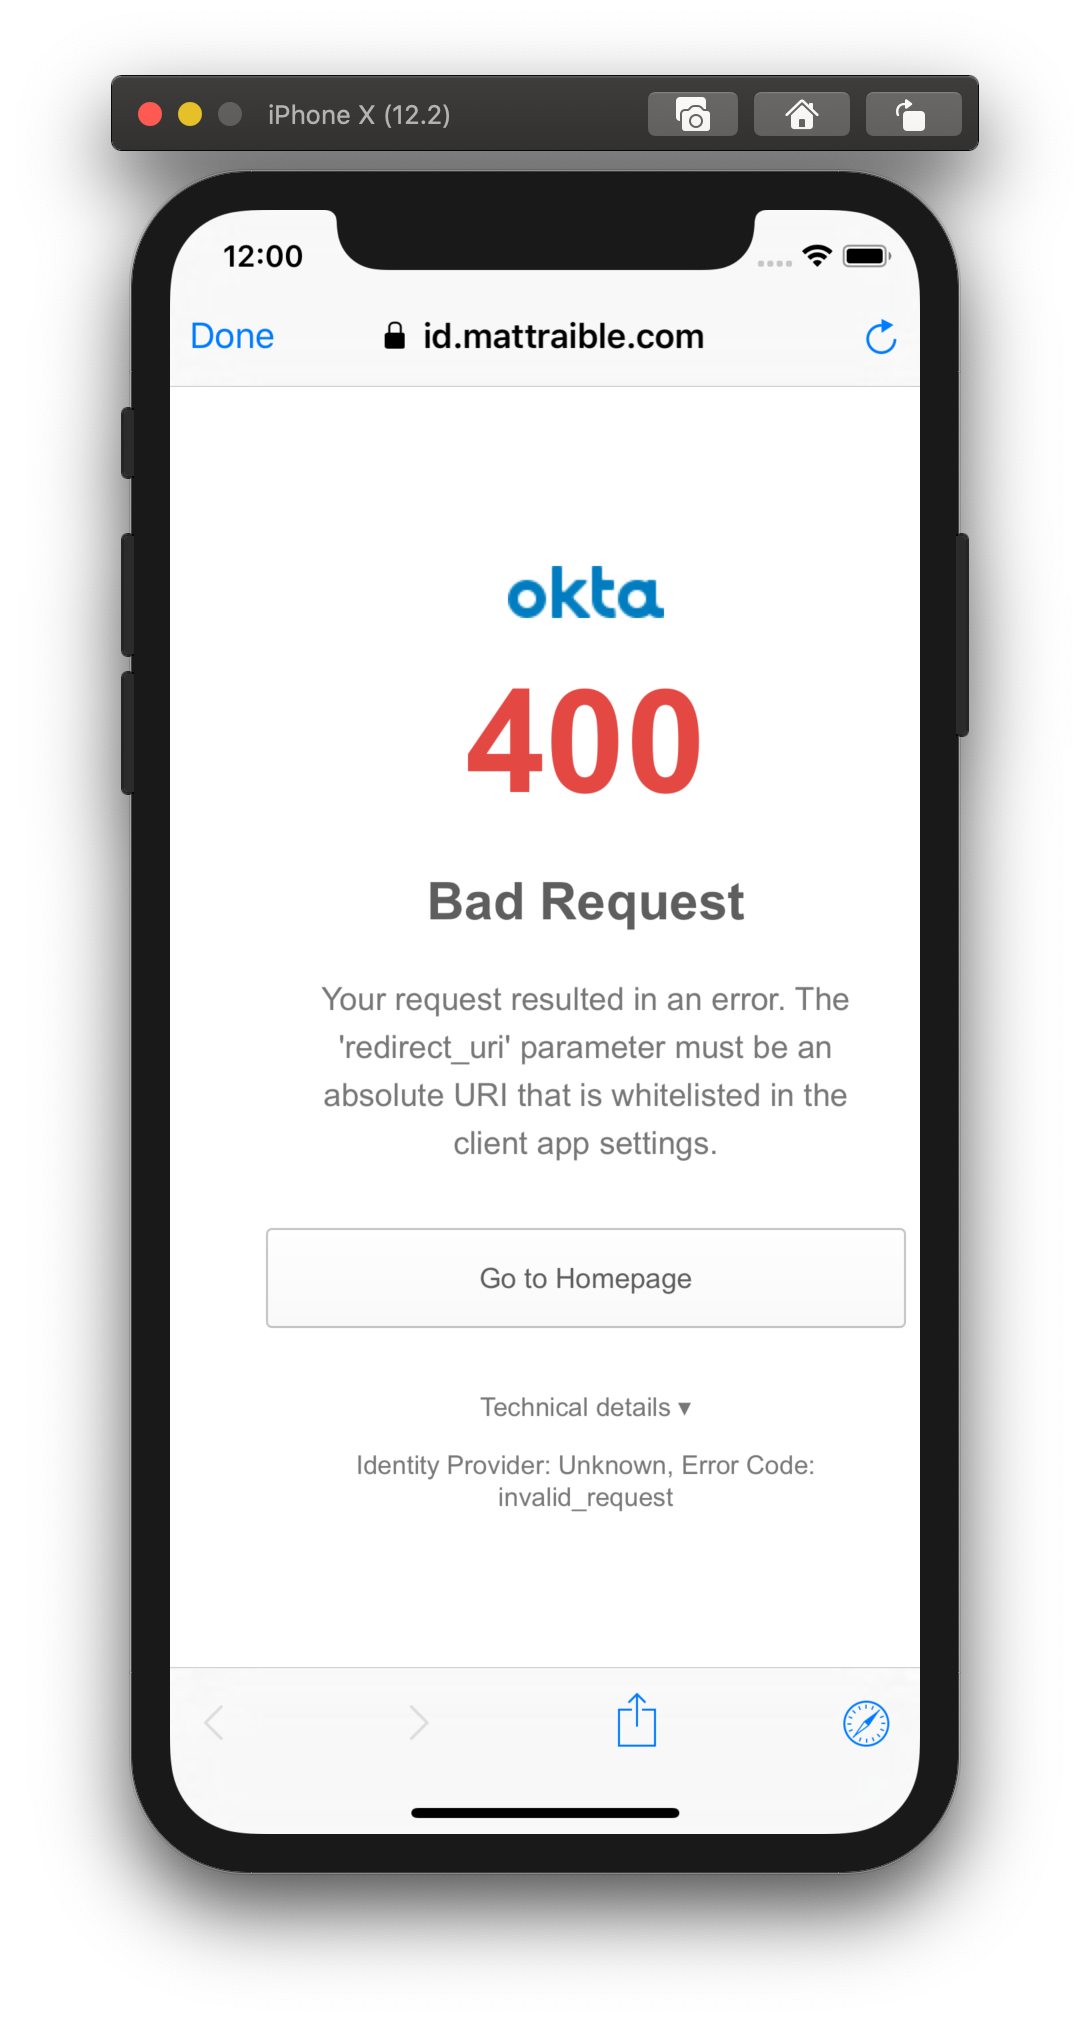 iPhone X (12.2)
12:00
Done
id.mattraible.com
okta
400
Bad Request
Your request resulted in an error. The
'redirect_uri' parameter must be an
absolute URI that is whitelisted in the
client app settings.
Go to Homepage
Technical details ▾
Identity Provider: Unknown, Error Code:
invalid_request